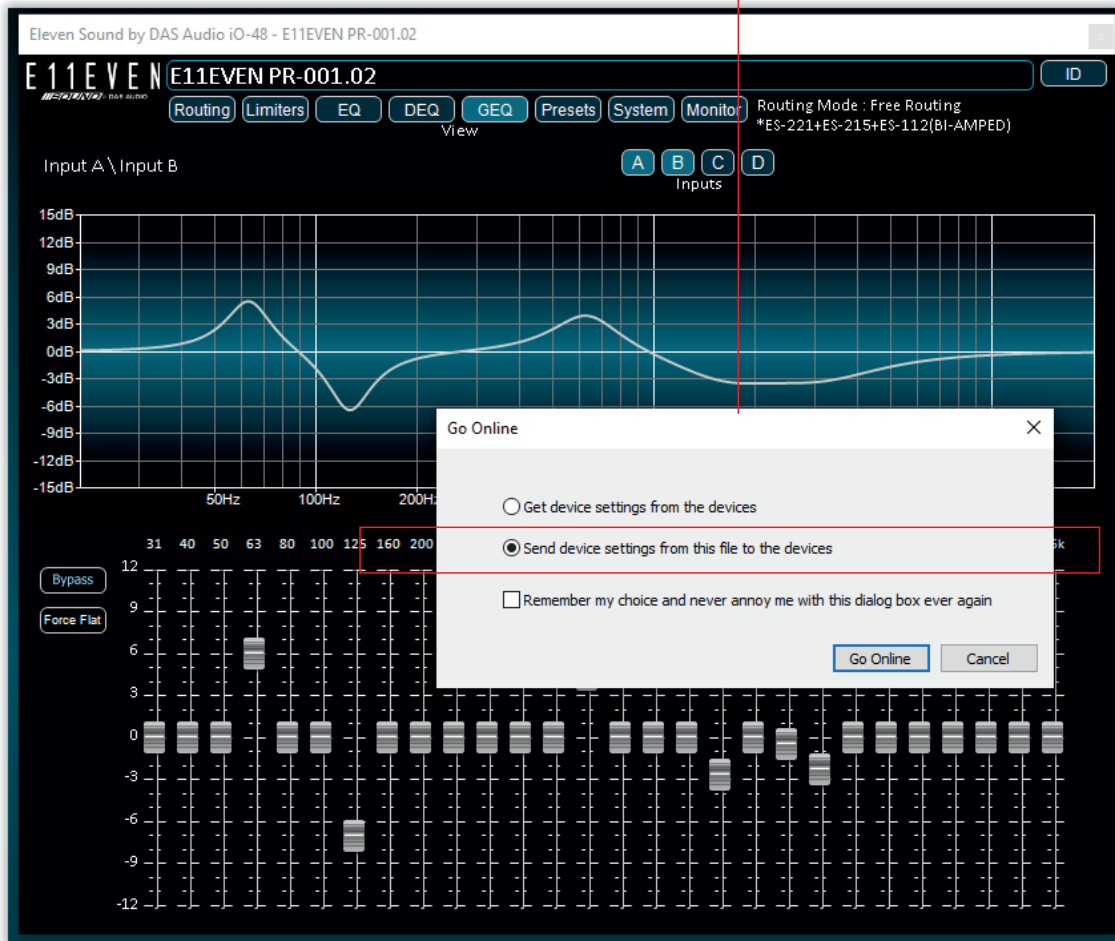 Eleven Sound by DAS Audio iO-48 - E11EVEN PR-001.02
x
E11EVEN
E11EVEN PR-001.02
ID
SOUND by DAS AUDIO
Routing Limiters EQ DEQ GEQ Presets System Monitor
View
Routing Mode : Free Routing
*ES-221+ES-215+ES-112(BI-AMPED)
Input A \ Input B
A B C D
Inputs
15dB
12dB
9dB
6dB
3dB
0dB
-3dB
-6dB
-9dB
-12dB
-15dB
50Hz 100Hz
Go Online
Get device settings from the devices
Send device settings from this file to the devices
Remember my choice and never annoy me with this dialog box ever again
Go Online Cancel
31 40 50 63 80 100 125 160 200
Bypass
Force Flat
12
9
6
3
0
-3
-6
-9
-12